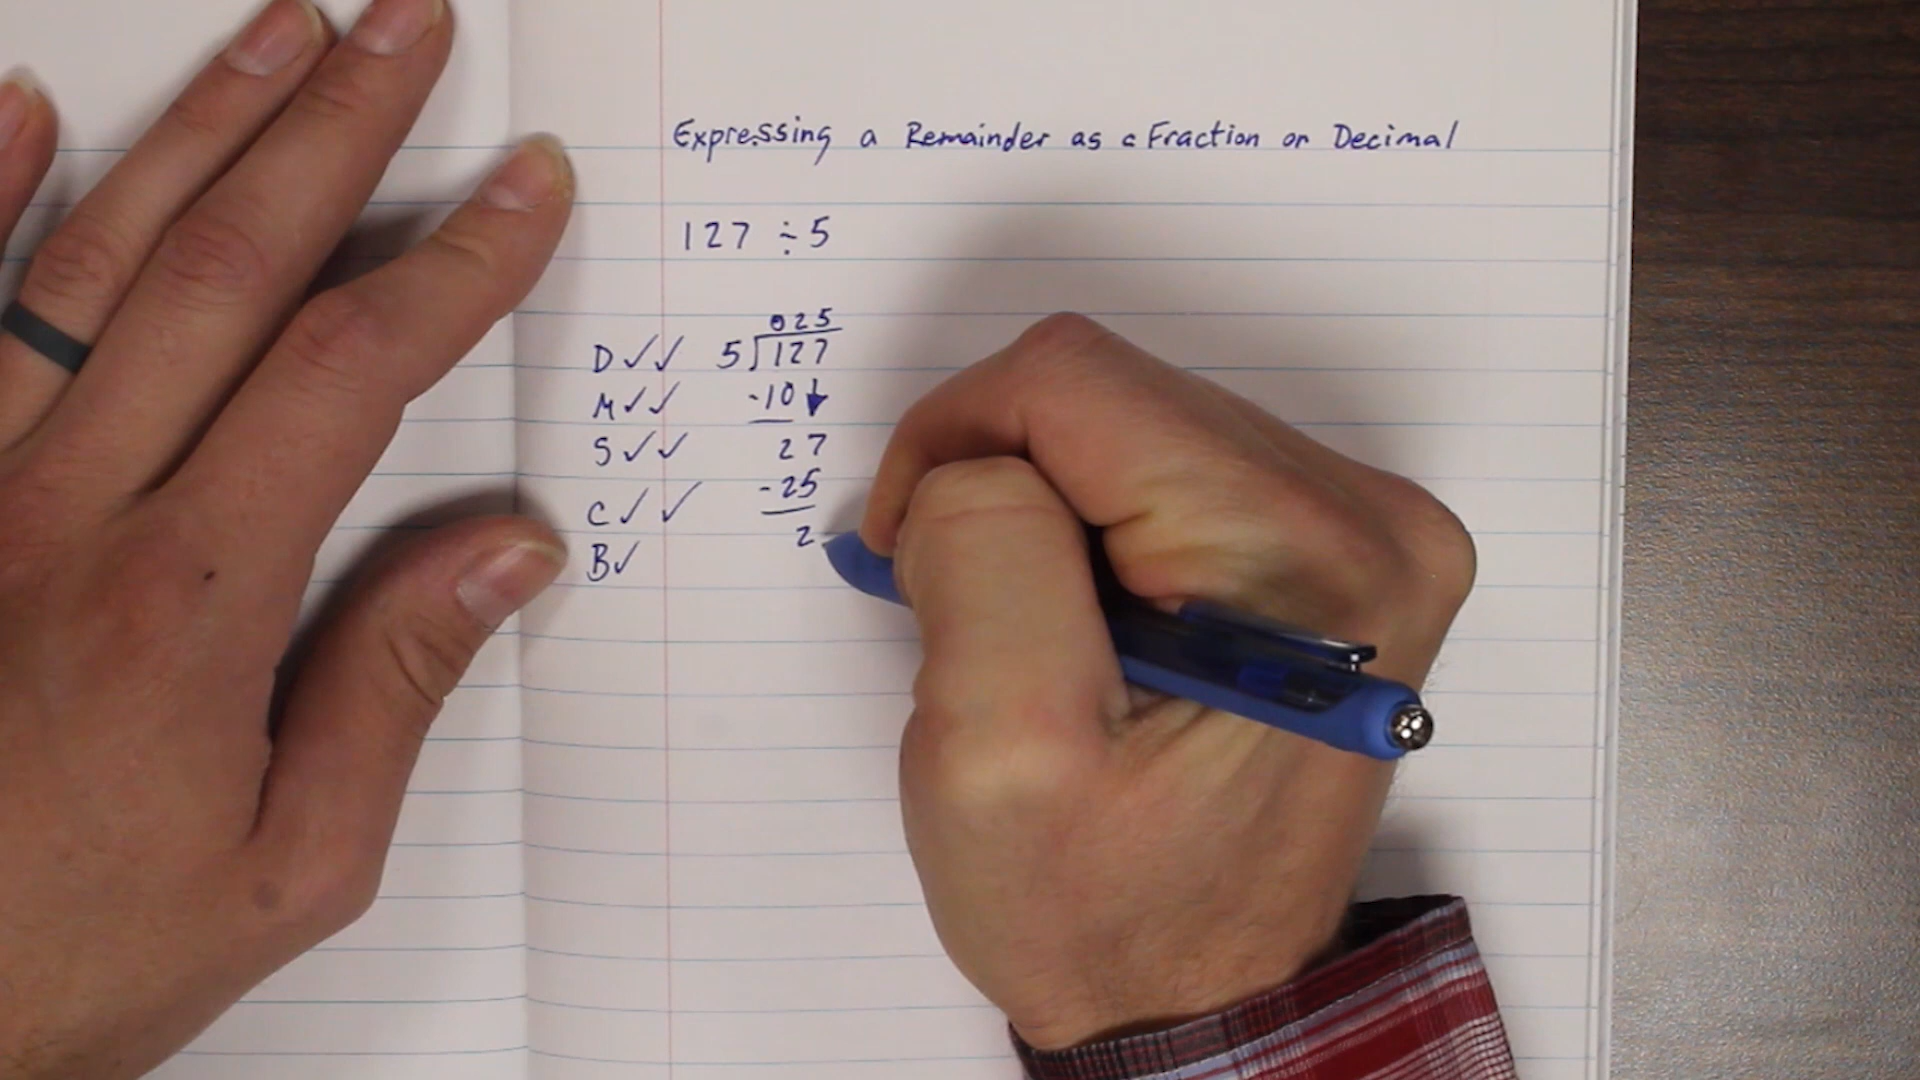 Expressing a Remainder as a Fraction or Decimal
127 ÷ 5
025
D✓✓ 5)127
M✓✓ -10↓
S✓✓ 27
-25
C✓✓
2
B✓